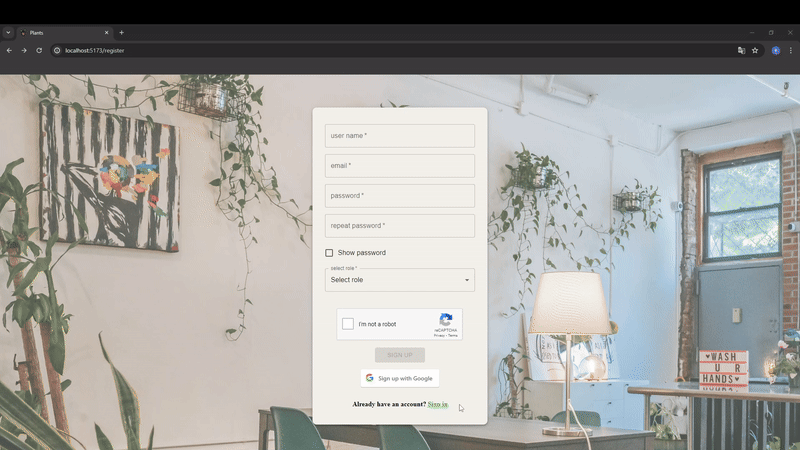 Plants
localhost:5173/register
user name *
email *
password *
repeat password *
Show password
select role *
Select role
I'm not a robot
reCAPTCHA
Privacy - Terms
SIGN UP
Sign up with Google
Already have an account? Sign in
WASH
U R
HANDS